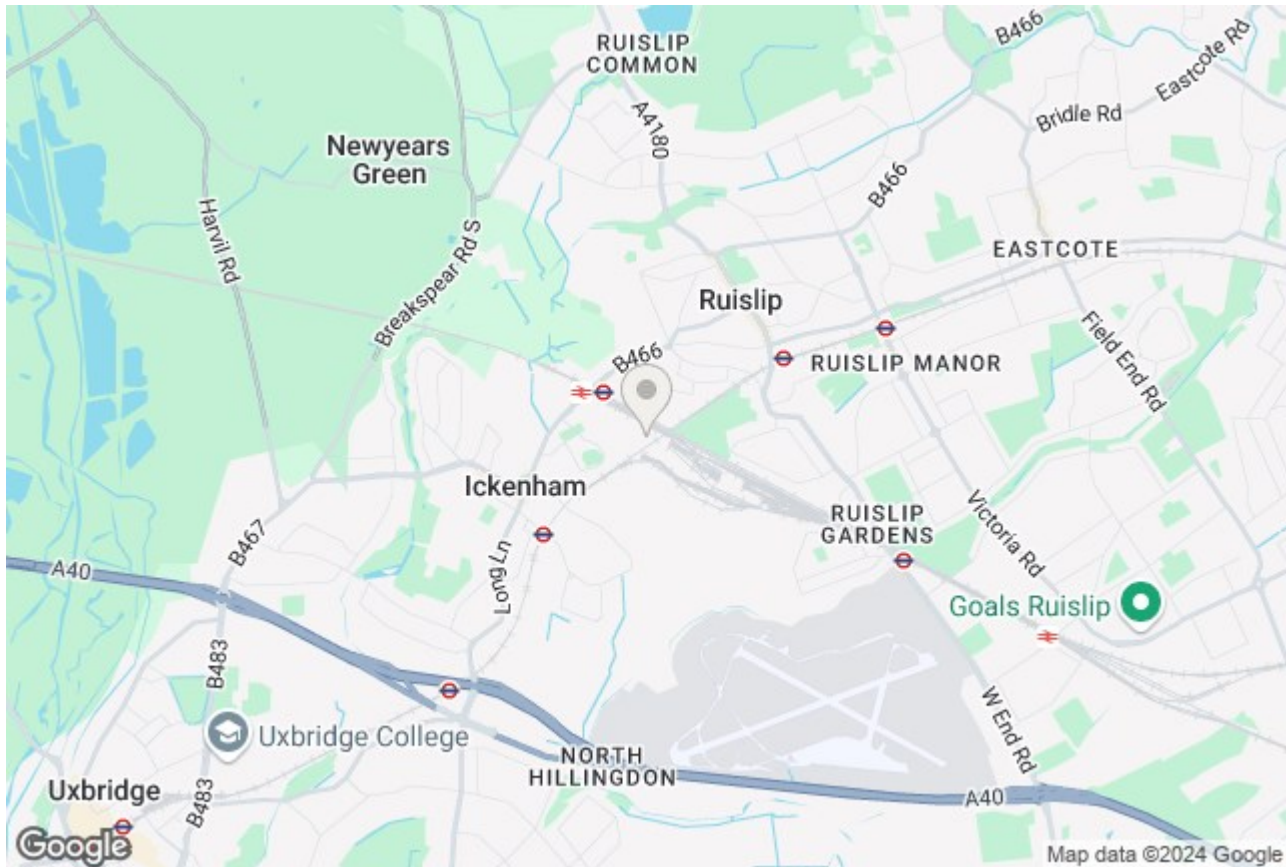 RUISLIP
COMMON
B466
Eastcote Rd
Bridle Rd
A4180
Newyears
Green
B466
Harvil Rd
Breakspear Rd S
EASTCOTE
Ruislip
Field End Rd
B466
RUISLIP MANOR
Ickenham
Victoria Rd
RUISLIP
GARDENS
B467
Long Ln
A40
Goals Ruislip
B483
W End Rd
Uxbridge College
NORTH
HILLINGDON
Uxbridge
B483
A40
Google
Map data ©2024 Google